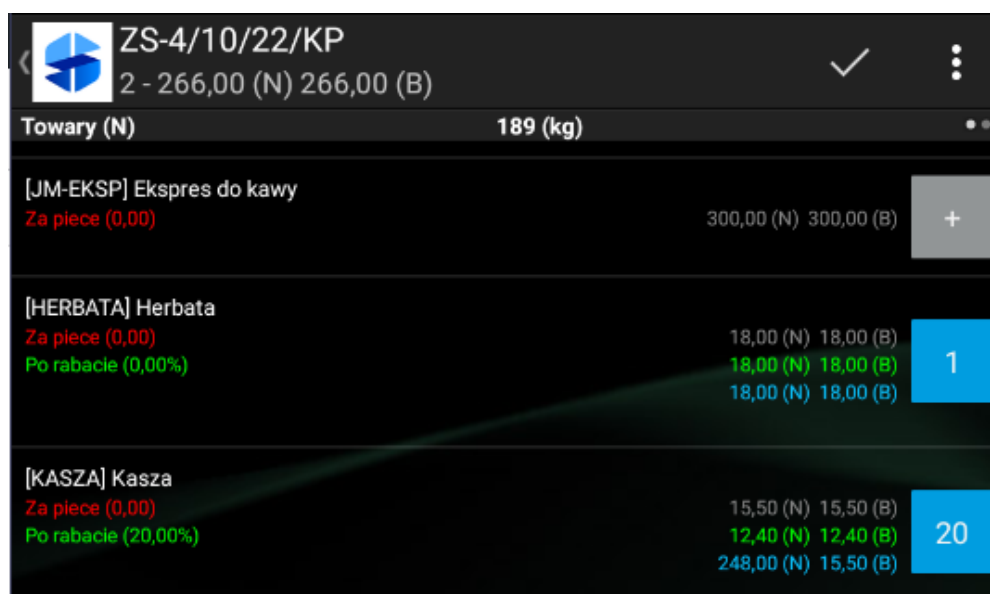 ZS-4/10/22/KP
2 - 266,00 (N) 266,00 (B)
Towary (N) 189 (kg)
[JM-EKSP] Ekspres do kawy
Za piece (0,00) 300,00 (N) 300,00 (B) +
[HERBATA] Herbata
Za piece (0,00) 18,00 (N) 18,00 (B)
Po rabacie (0,00%) 18,00 (N) 18,00 (B) 1
18,00 (N) 18,00 (B)
[KASZA] Kasza
Za piece (0,00) 15,50 (N) 15,50 (B)
Po rabacie (20,00%) 12,40 (N) 12,40 (B) 20
248,00 (N) 15,50 (B)